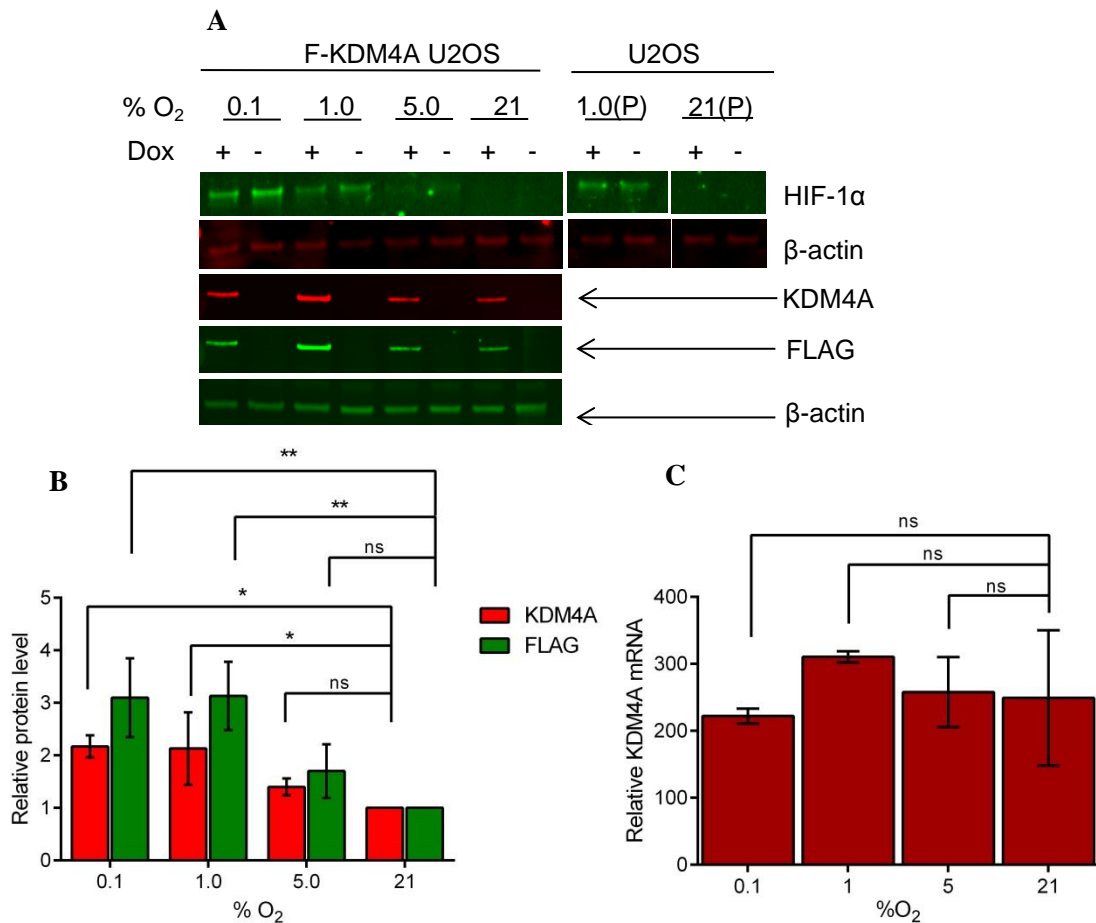 A
F-KDM4A U2OS U2OS
% O₂ 0.1 1.0 5.0 21 1.0(P) 21(P)
Dox + - + - + - + - + - + -
HIF-1α
β-actin
KDM4A
FLAG
β-actin
B
**
**
ns
*
*
ns
KDM4A
FLAG
Relative protein level
5
4
3
2
1
0
0.1 1.0 5.0 21
% O₂
C
ns
ns
ns
Relative KDM4A mRNA
400
300
200
100
0
0.1 1 5 21
%O₂